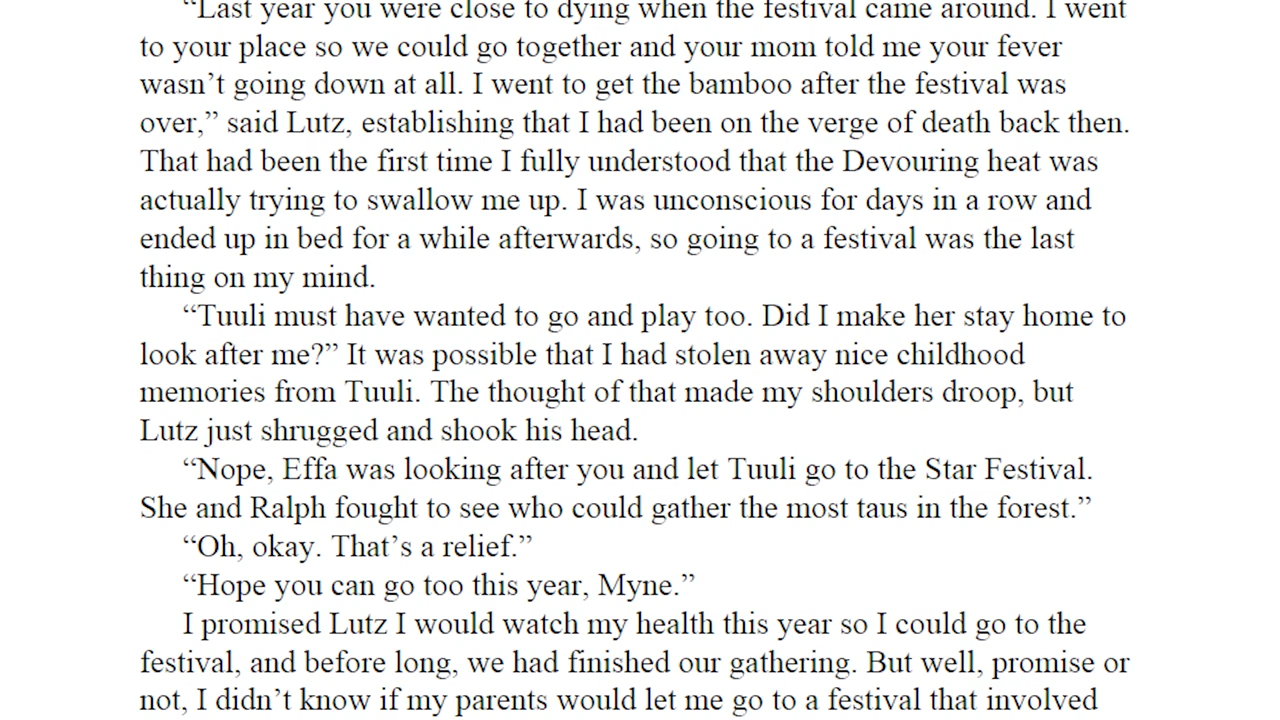 “Last year you were close to dying when the festival came around. I went
to your place so we could go together and your mom told me your fever
wasn’t going down at all. I went to get the bamboo after the festival was
over,” said Lutz, establishing that I had been on the verge of death back then.
That had been the first time I fully understood that the Devouring heat was
actually trying to swallow me up. I was unconscious for days in a row and
ended up in bed for a while afterwards, so going to a festival was the last
thing on my mind.
“Tuuli must have wanted to go and play too. Did I make her stay home to
look after me?” It was possible that I had stolen away nice childhood
memories from Tuuli. The thought of that made my shoulders droop, but
Lutz just shrugged and shook his head.
“Nope, Effa was looking after you and let Tuuli go to the Star Festival.
She and Ralph fought to see who could gather the most taus in the forest.”
“Oh, okay. That’s a relief.”
“Hope you can go too this year, Myne.”
I promised Lutz I would watch my health this year so I could go to the
festival, and before long, we had finished our gathering. But well, promise or
not, I didn’t know if my parents would let me go to a festival that involved